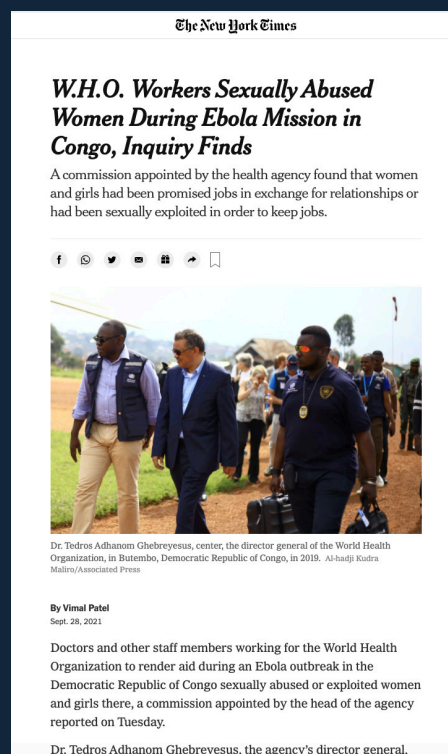 The New York Times
W.H.O. Workers Sexually Abused
Women During Ebola Mission in
Congo, Inquiry Finds
A commission appointed by the health agency found that women
and girls had been promised jobs in exchange for relationships or
had been sexually exploited in order to keep jobs.
Dr. Tedros Adhanom Ghebreyesus, center, the director general of the World Health
Organization, in Butembo, Democratic Republic of Congo, in 2019. Al-hadji Kudra
Maliro/Associated Press
By Vimal Patel
Sept. 28, 2021
Doctors and other staff members working for the World Health
Organization to render aid during an Ebola outbreak in the
Democratic Republic of Congo sexually abused or exploited women
and girls there, a commission appointed by the head of the agency
reported on Tuesday.
Dr. Tedros Adhanom Ghebreyesus, the agency's director general,